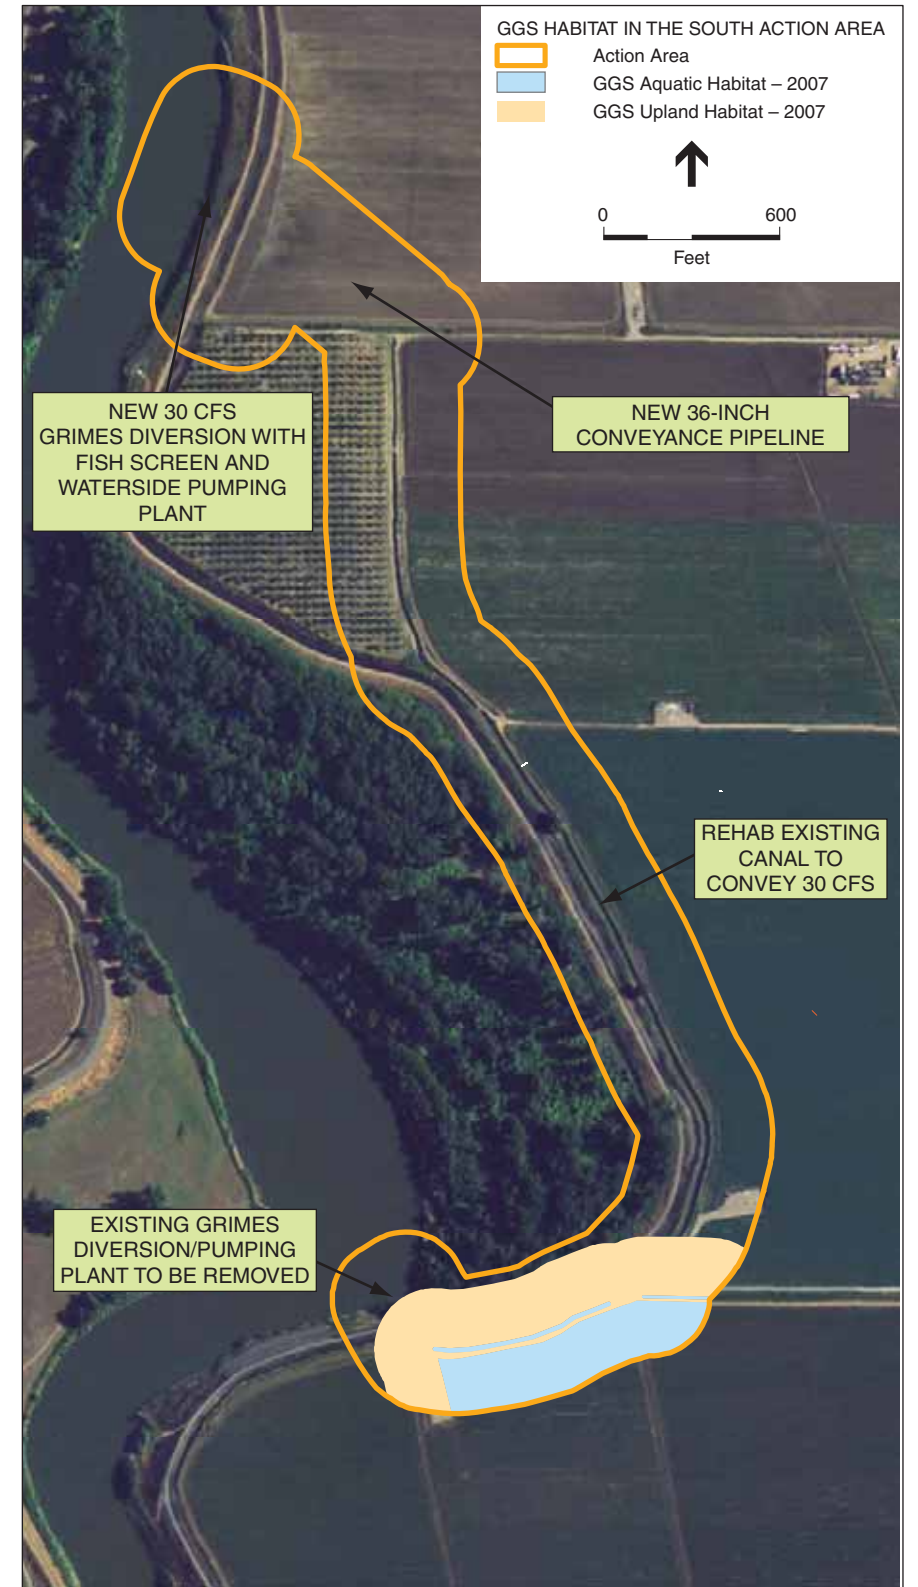 GGS HABITAT IN THE SOUTH ACTION AREA
Action Area
GGS Aquatic Habitat – 2007
GGS Upland Habitat – 2007
0 600
Feet
NEW 30 CFS
GRIMES DIVERSION WITH
FISH SCREEN AND
WATERSIDE PUMPING
PLANT
NEW 36-INCH
CONVEYANCE PIPELINE
REHAB EXISTING
CANAL TO
CONVEY 30 CFS
EXISTING GRIMES
DIVERSION/PUMPING
PLANT TO BE REMOVED